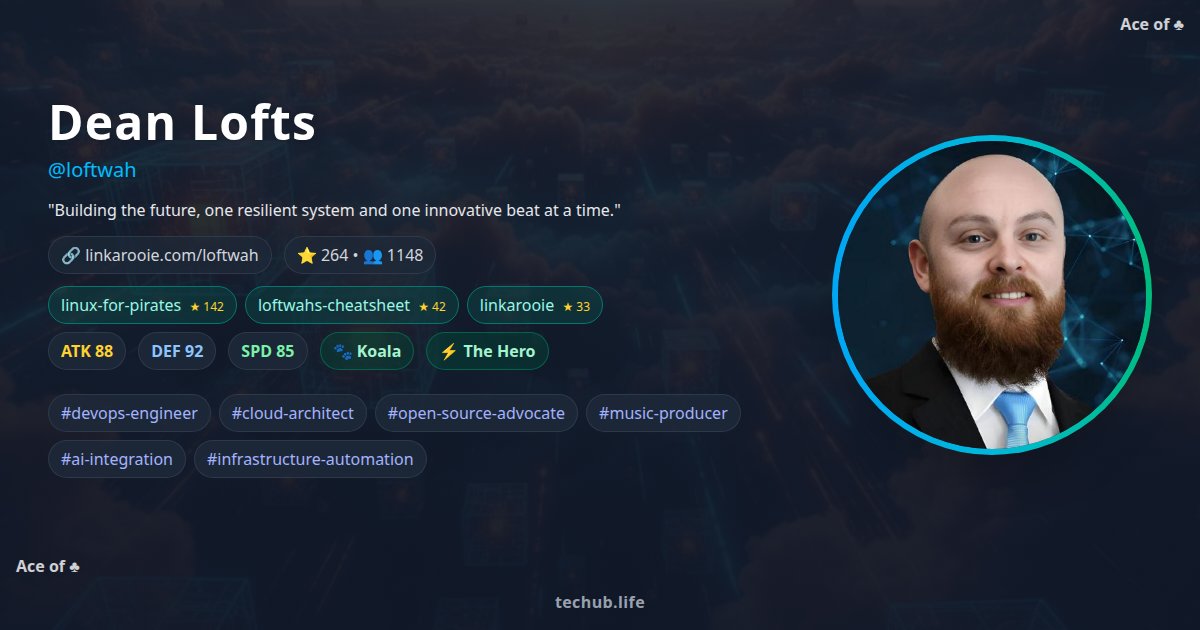 Ace of ♣
Dean Lofts
@loftwah
"Building the future, one resilient system and one innovative beat at a time."
🔗 linkarooie.com/loftwah ⭐ 264 • 👥 1148
linux-for-pirates ★ 142 loftwahs-cheatsheet ★ 42 linkarooie ★ 33
ATK 88 DEF 92 SPD 85 🐾 Koala ⚡ The Hero
#devops-engineer #cloud-architect #open-source-advocate #music-producer
#ai-integration #infrastructure-automation
Ace of ♣
techub.life